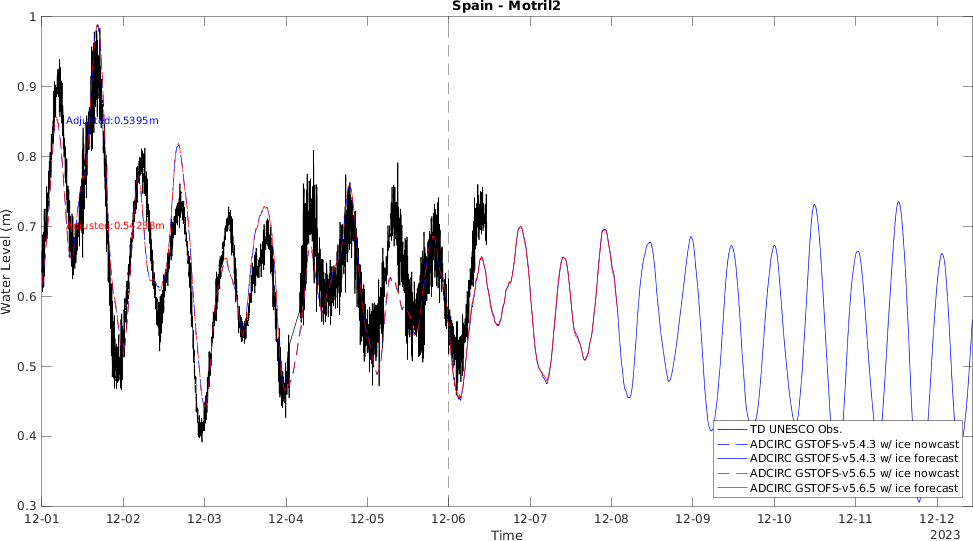 Spain - Motril2
1
0.9
0.8
0.7
0.6
0.5
0.4
0.3
Water Level (m)
Adjusted:0.5395m
Adjusted:0.54238m
TD UNESCO Obs.
ADCIRC GSTOFS-v5.4.3 w/ ice nowcast
ADCIRC GSTOFS-v5.4.3 w/ ice forecast
ADCIRC GSTOFS-v5.6.5 w/ ice nowcast
ADCIRC GSTOFS-v5.6.5 w/ ice forecast
12-01 12-02 12-03 12-04 12-05 12-06 12-07 12-08 12-09 12-10 12-11 12-12
Time
2023